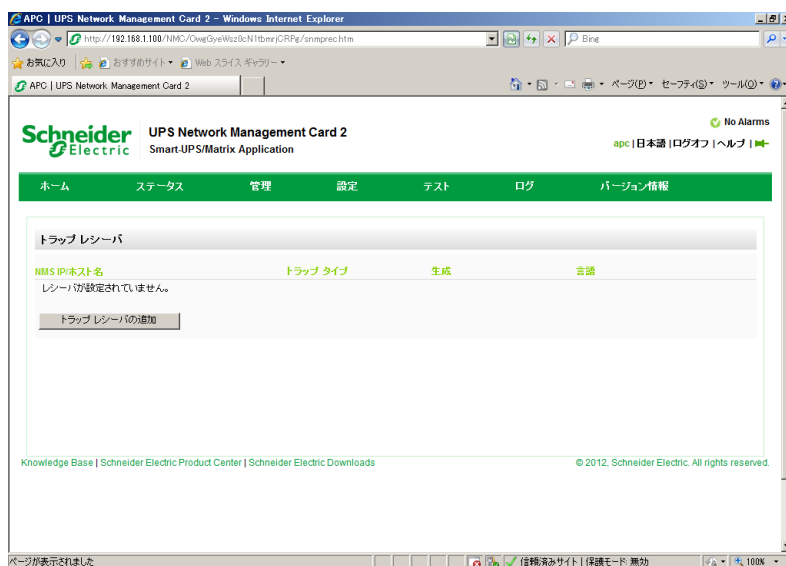 APC | UPS Network Management Card 2 - Windows Internet Explorer
http://192.168.1.100/NMC/OwgGyeWsz0cN1tbmrjCRPg/snmprec.htm
Bing
お気に入り おすすめサイト Web スライス ギャラリー
APC | UPS Network Management Card 2
ページ(P) セーフティ(S) ツール(O)
No Alarms
Schneider Electric
UPS Network Management Card 2
Smart-UPS/Matrix Application
apc | 日本語 | ログオフ | ヘルプ |
ホーム ステータス 管理 設定 テスト ログ バージョン情報
トラップ レシーバ
NMS IP/ホスト名 トラップ タイプ 生成 言語
レシーバが設定されていません。
トラップ レシーバの追加
Knowledge Base | Schneider Electric Product Center | Schneider Electric Downloads
© 2012, Schneider Electric. All rights reserved.
ページが表示されました
信頼済みサイト | 保護モード: 無効
100%